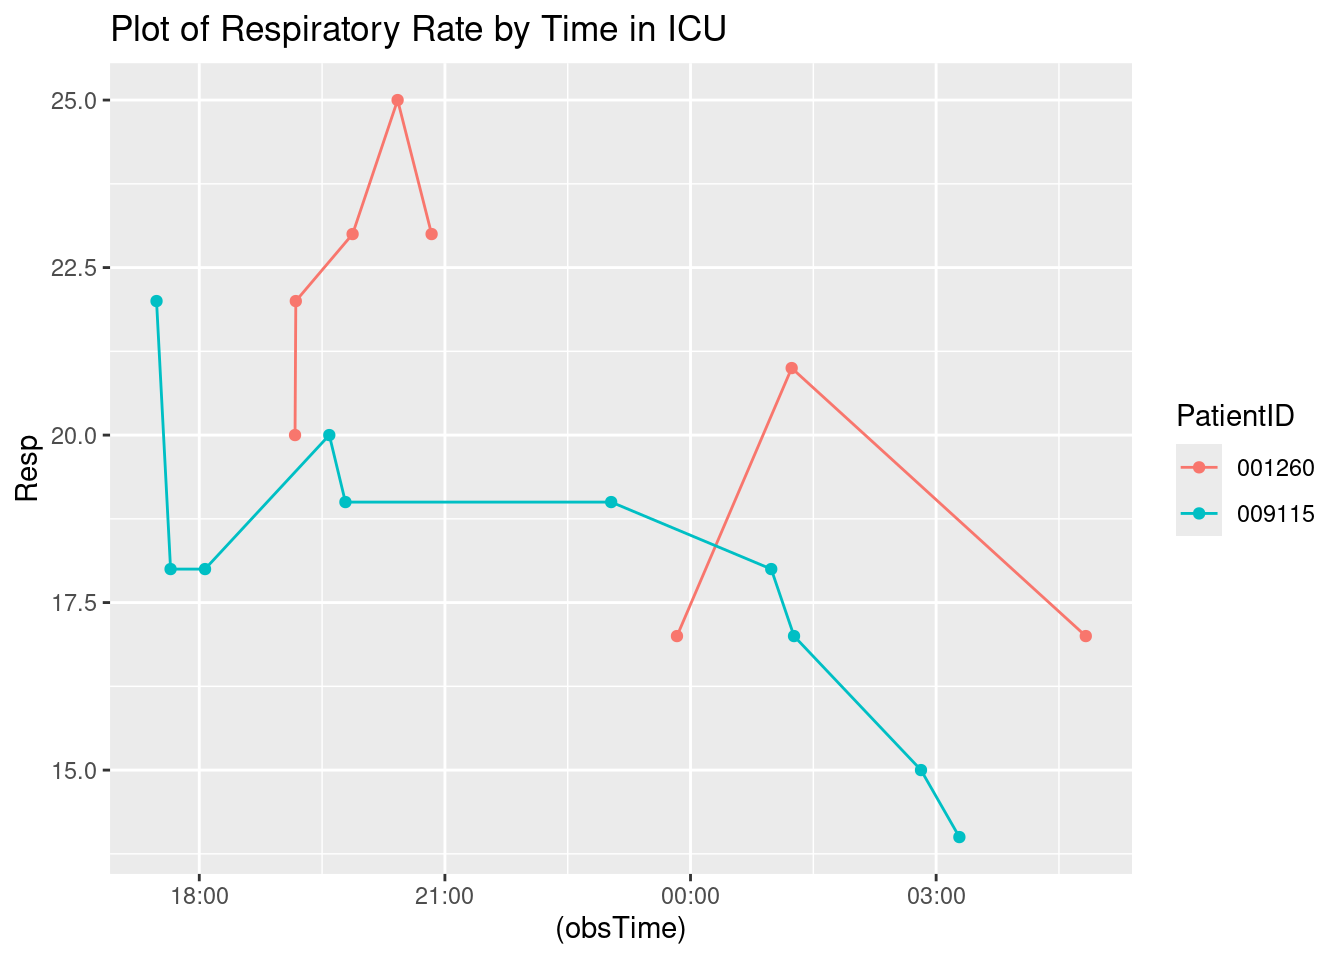 Plot of Respiratory Rate by Time in ICU
25.0
22.5
20.0
17.5
15.0
Resp
18:00 21:00 00:00 03:00
(obsTime)
PatientID
001260
009115